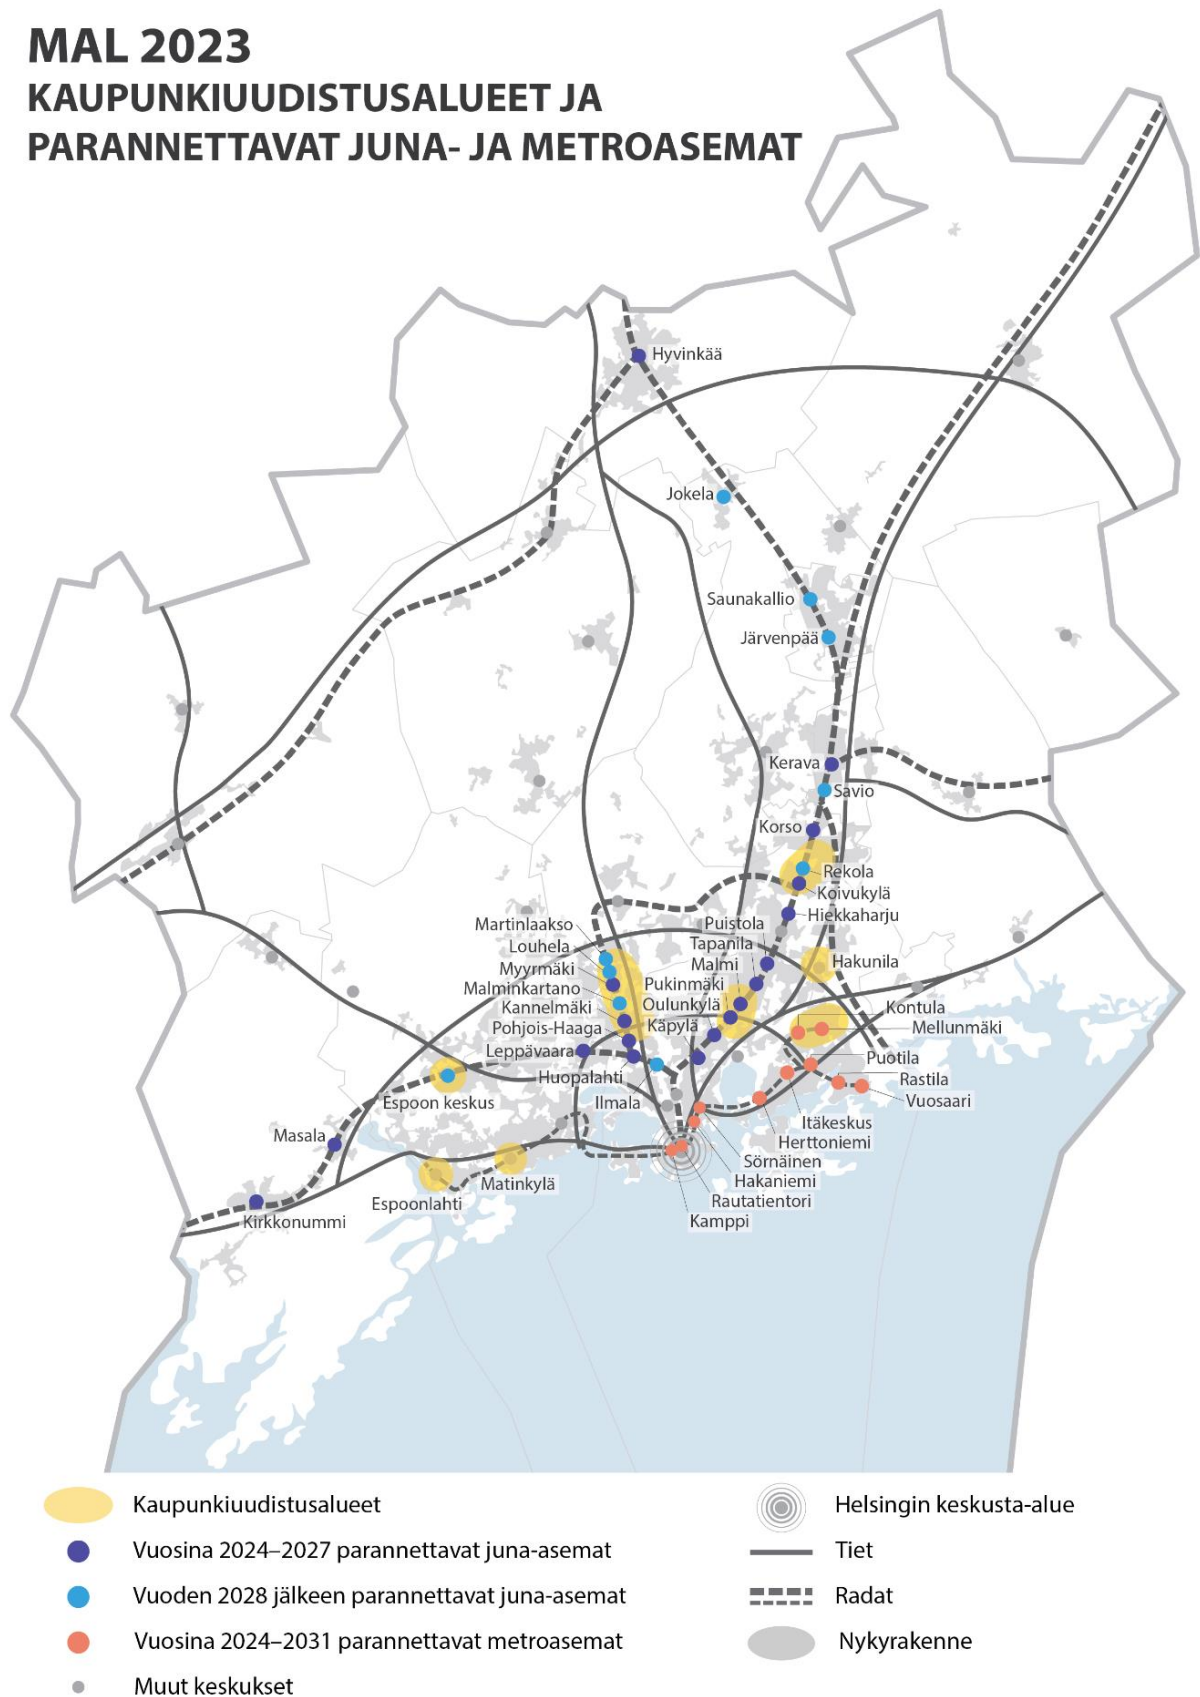 MAL 2023
KAUPUNKIUUDISTUSALUEET JA
PARANNETTAVAT JUNA- JA METROASEMAT
Hyvinkää
Jokela
Saunakallio
Järvenpää
Kerava
Savio
Korso
Rekola
Koivukylä
Hiekkaharju
Puistola
Tapanila
Malmi
Pukinmäki
Oulunkylä
Käpylä
Martinlaakso
Louhela
Myyrmäki
Malminkartano
Kannelmäki
Pohjois-Haaga
Leppävaara
Huopalahti
Ilmala
Hakunila
Kontula
Mellunmäki
Puotila
Rastila
Vuosaari
Itäkeskus
Herttoniemi
Sörnäinen
Hakaniemi
Rautatientori
Kamppi
Espoon keskus
Masala
Matinkylä
Espoonlahti
Kirkkonummi
Kaupunkiuudistusalueet
Vuosina 2024–2027 parannettavat juna-asemat
Vuoden 2028 jälkeen parannettavat juna-asemat
Vuosina 2024–2031 parannettavat metroasemat
Muut keskukset
Helsingin keskusta-alue
Tiet
Radat
Nykyrakenne